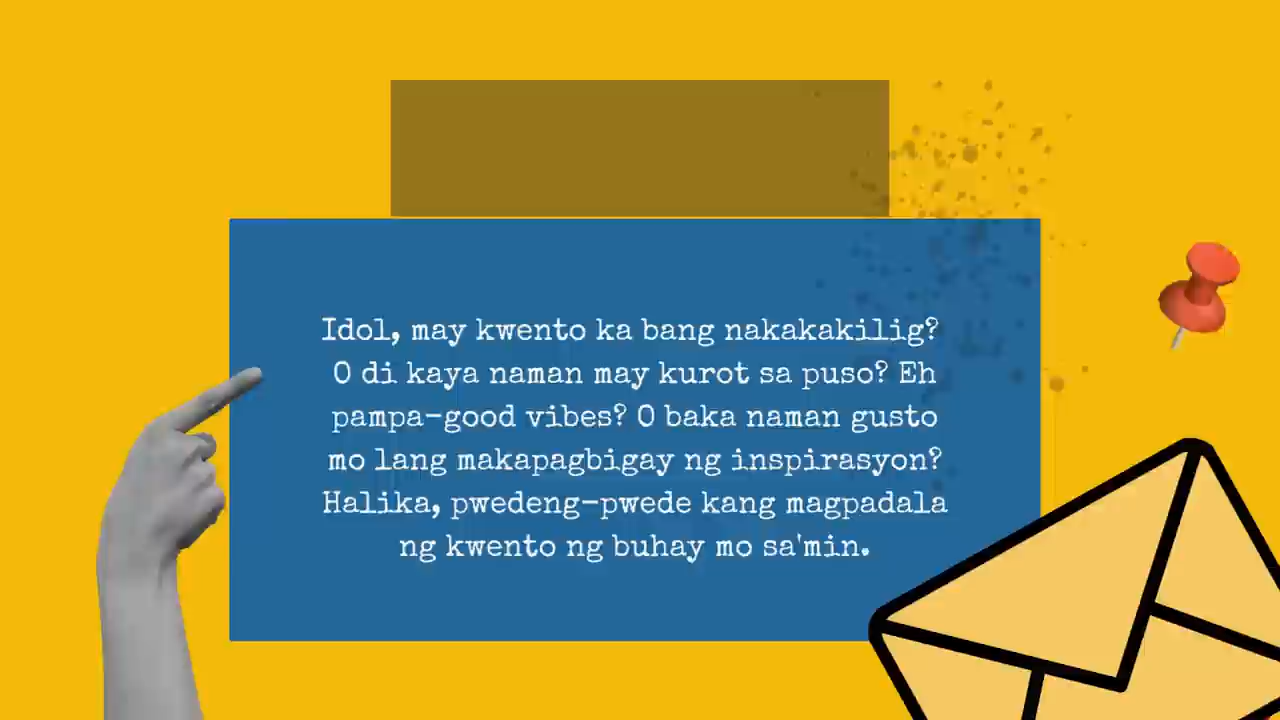 Idol, may kwento ka bang nakakakilig?
O di kaya naman may kurot sa puso? Eh
pampa-good vibes? O baka naman gusto
mo lang makapagbigay ng inspirasyon?
Halika, pwedeng-pwede kang magpadala
ng kwento ng buhay mo sa'min.